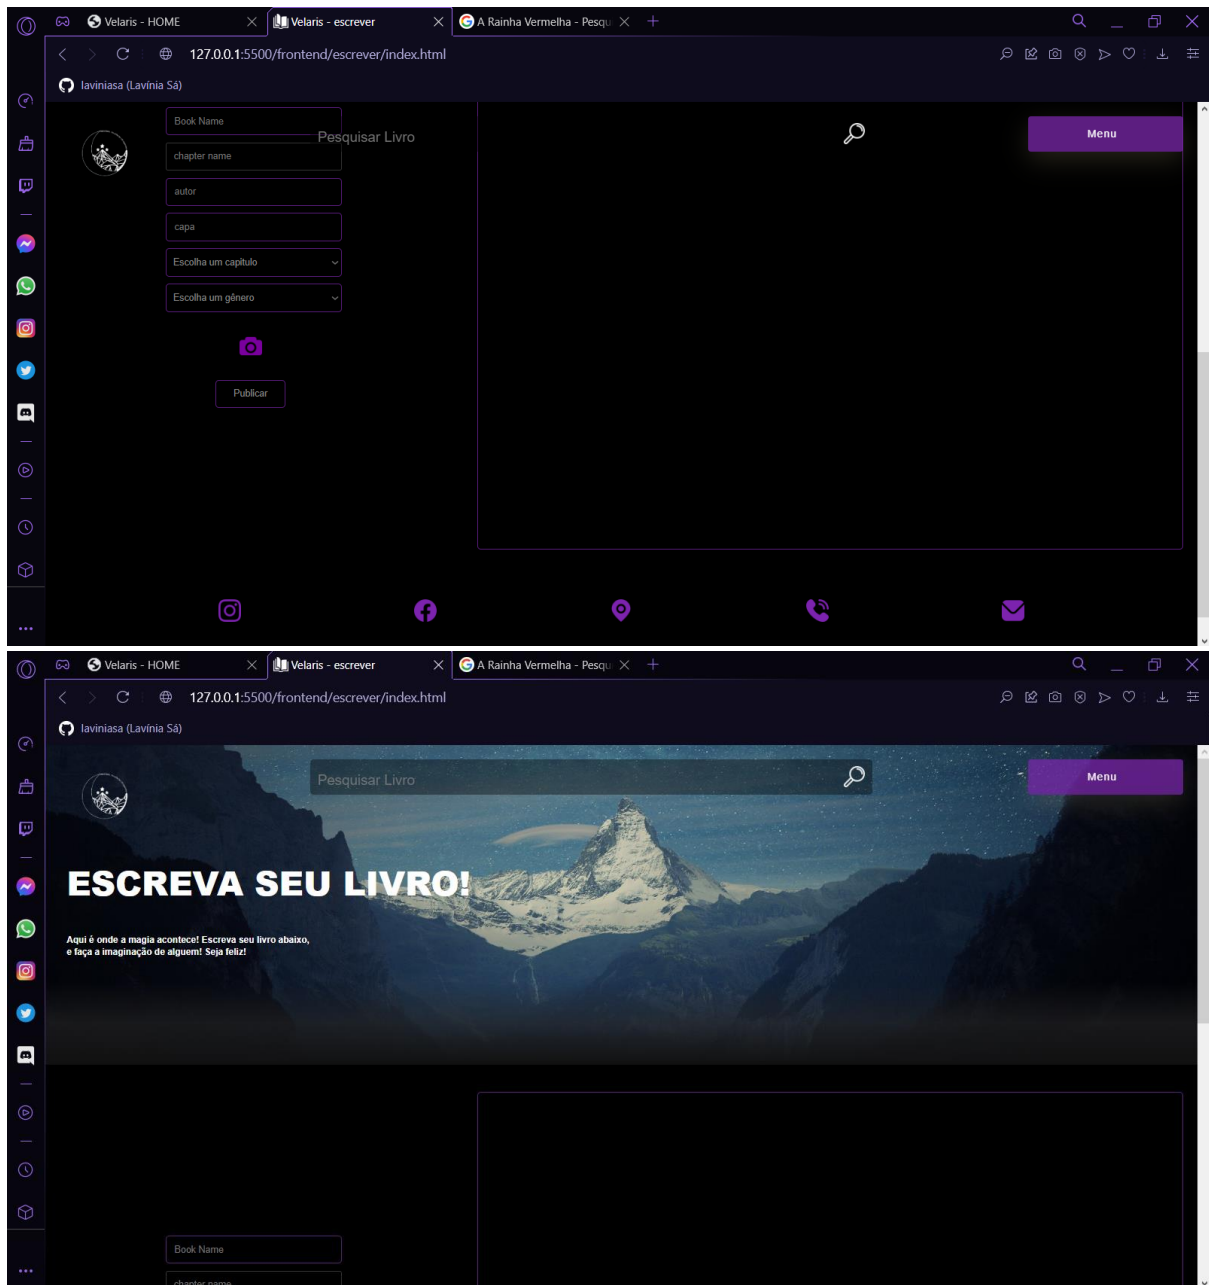 Velaris - HOME
Velaris - escrever
A Rainha Vermelha - Pesqu
127.0.0.1:5500/frontend/escrever/index.html
laviniasa (Lavínia Sá)
Book Name
Pesquisar Livro
Menu
chapter name
autor
capa
Escolha um capitulo
Escolha um gênero
Publicar
Velaris - HOME
Velaris - escrever
A Rainha Vermelha - Pesqu
127.0.0.1:5500/frontend/escrever/index.html
laviniasa (Lavínia Sá)
Pesquisar Livro
Menu
ESCREVA SEU LIVRO!
Aqui è onde a magia acontece! Escreva seu livro abaixo,
e faça a imaginação de alguem! Seja feliz!
Book Name
chapter name